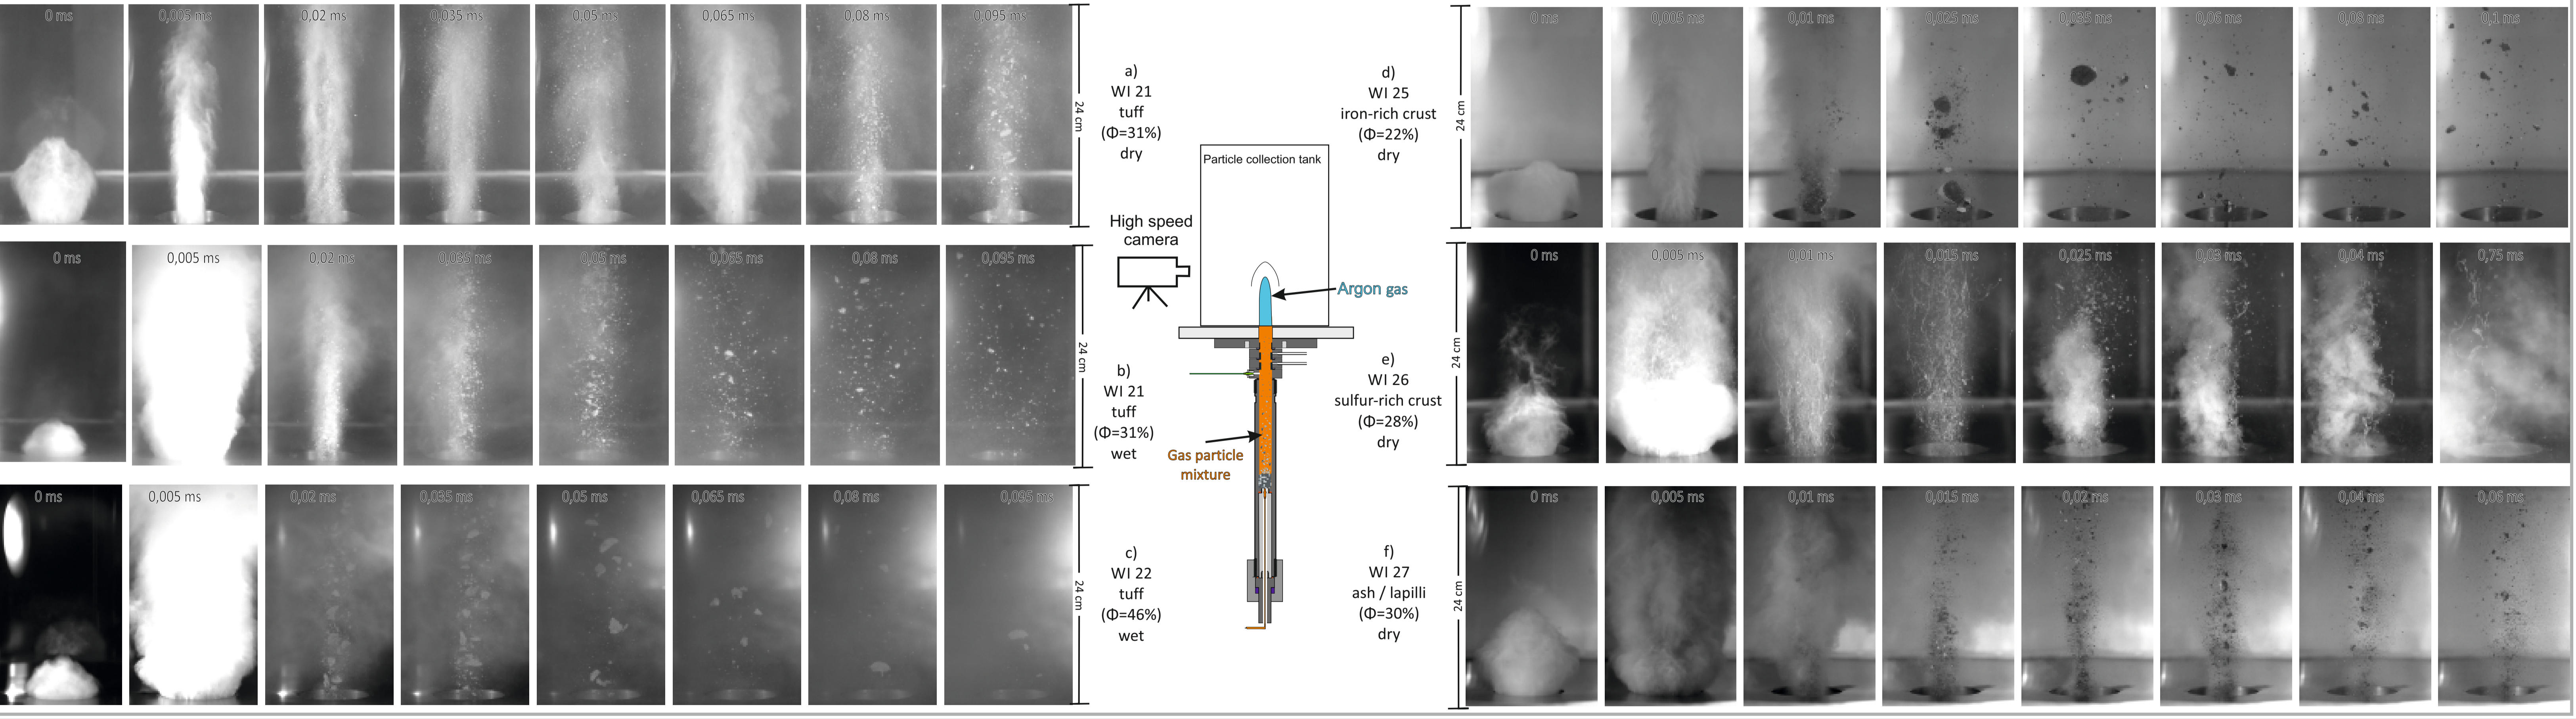 0 ms
0,005 ms
0,02 ms
0,035 ms
0,05 ms
0,065 ms
0,08 ms
0,095 ms
24 cm
a)
WI 21
tuff
(Φ=31%)
dry
0 ms
0,005 ms
0,02 ms
0,035 ms
0,05 ms
0,065 ms
0,08 ms
0,095 ms
24 cm
b)
WI 21
tuff
(Φ=31%)
wet
0 ms
0,005 ms
0,02 ms
0,035 ms
0,05 ms
0,065 ms
0,08 ms
0,095 ms
24 cm
c)
WI 22
tuff
(Φ=46%)
wet
Particle collection tank
High speed
camera
Argon gas
Gas particle
mixture
d)
WI 25
iron-rich crust
(Φ=22%)
dry
24 cm
0 ms
0,005 ms
0,01 ms
0,025 ms
0,035 ms
0,06 ms
0,08 ms
0,1 ms
e)
WI 26
sulfur-rich crust
(Φ=28%)
dry
24 cm
0 ms
0,005 ms
0,01 ms
0,015 ms
0,025 ms
0,03 ms
0,04 ms
0,75 ms
f)
WI 27
ash / lapilli
(Φ=30%)
dry
24 cm
0 ms
0,005 ms
0,01 ms
0,015 ms
0,02 ms
0,03 ms
0,04 ms
0,06 ms